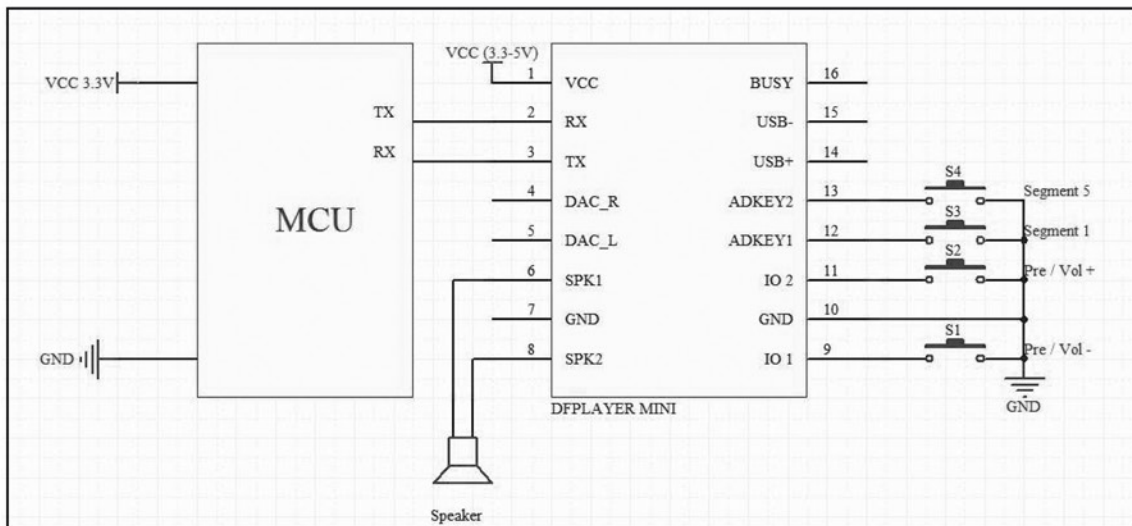 VCC 3.3V
TX
RX
MCU
GND
VCC (3.3-5V)
1 VCC
2 RX
3 TX
4 DAC_R
5 DAC_L
6 SPK1
7 GND
8 SPK2
BUSY 16
USB- 15
USB+ 14
ADKEY2 13
ADKEY1 12
IO 2 11
GND 10
IO 1 9
DFPLAYER MINI
S4
Segment 5
S3
Segment 1
S2
Pre / Vol +
S1
Pre / Vol -
GND
Speaker